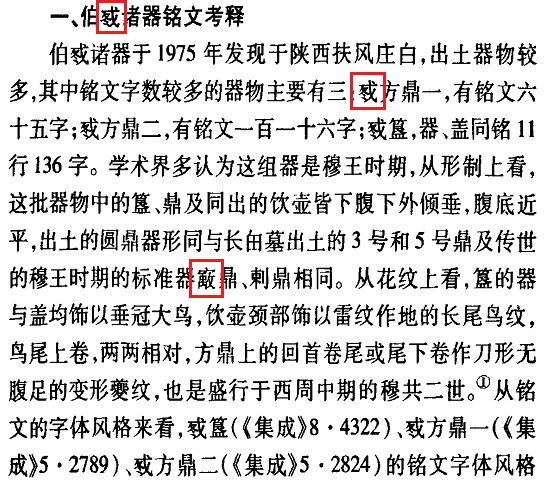 一、伯诸器铭文考释
伯诸器于1975年发现于陕西扶风庄白，出土器物较
多，其中铭文字数较多的器物主要有三：方鼎一，有铭文六
十五字；方鼎二，有铭文一百一十六字；簋，器、盖同铭11
行136字。学术界多认为这组器是穆王时期，从形制上看，
这批器物中的簋、鼎及同出的饮壶皆下腹下外倾垂，腹底近
平，出土的圆鼎器形同与长甶墓出土的3号和5号鼎及传世
的穆王时期的标准器鼎、剌鼎相同。从花纹上看，簋的器
与盖均饰以垂冠大鸟，饮壶颈部饰以雷纹作地的长尾鸟纹，
鸟尾上卷，两两相对，方鼎上的回首卷尾或尾下卷作刀形无
腹足的变形夔纹，也是盛行于西周中期的穆共二世。①从铭
文的字体风格来看，簋（《集成》8·4322）、方鼎一（《集
成》5·2789）、方鼎二（《集成》5·2824）的铭文字体风格